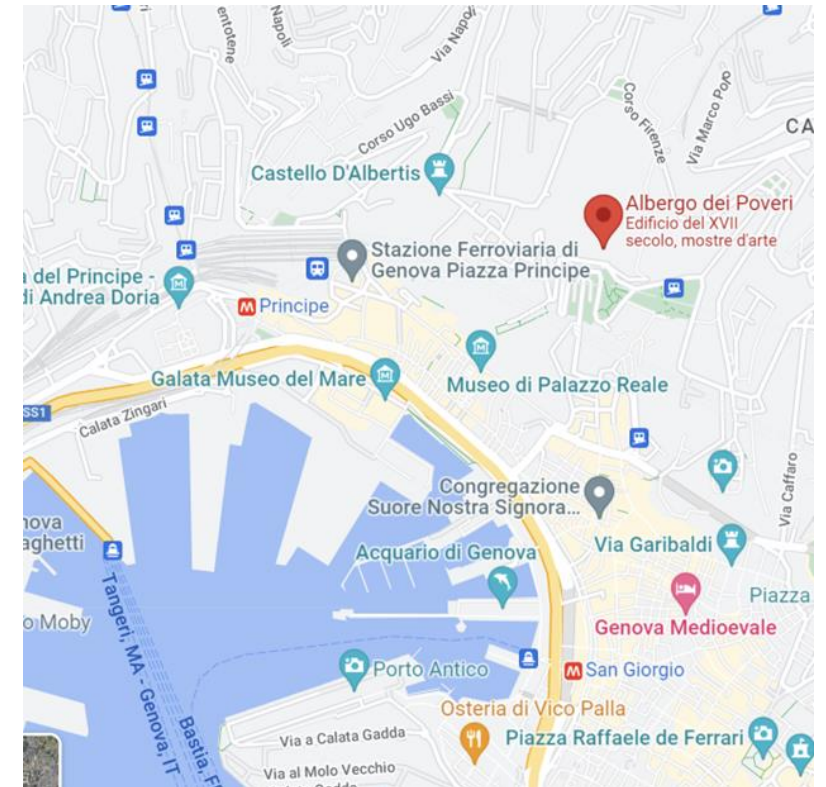 Napoli
Via Napoli
Corso Ugo Bassi
Corso Firenze
Via Marco Polo
CA
Castello D'Albertis
Albergo dei Poveri
Edificio del XVII
secolo, mostre d'arte
Stazione Ferroviaria di
Genova Piazza Principe
del Principe -
di Andrea Doria
M Principe
Galata Museo del Mare
Museo di Palazzo Reale
SS1
Calata Zingari
Congregazione
Suore Nostra Signora...
Via Caffaro
Acquario di Genova
Via Garibaldi
Piazza
Genova Medioevale
Moby
Tangeri, MA - Genova, IT
Porto Antico
M San Giorgio
Bastia,
Osteria di Vico Palla
Via a Calata Gadda
Piazza Raffaele de Ferrari
Via al Molo Vecchio